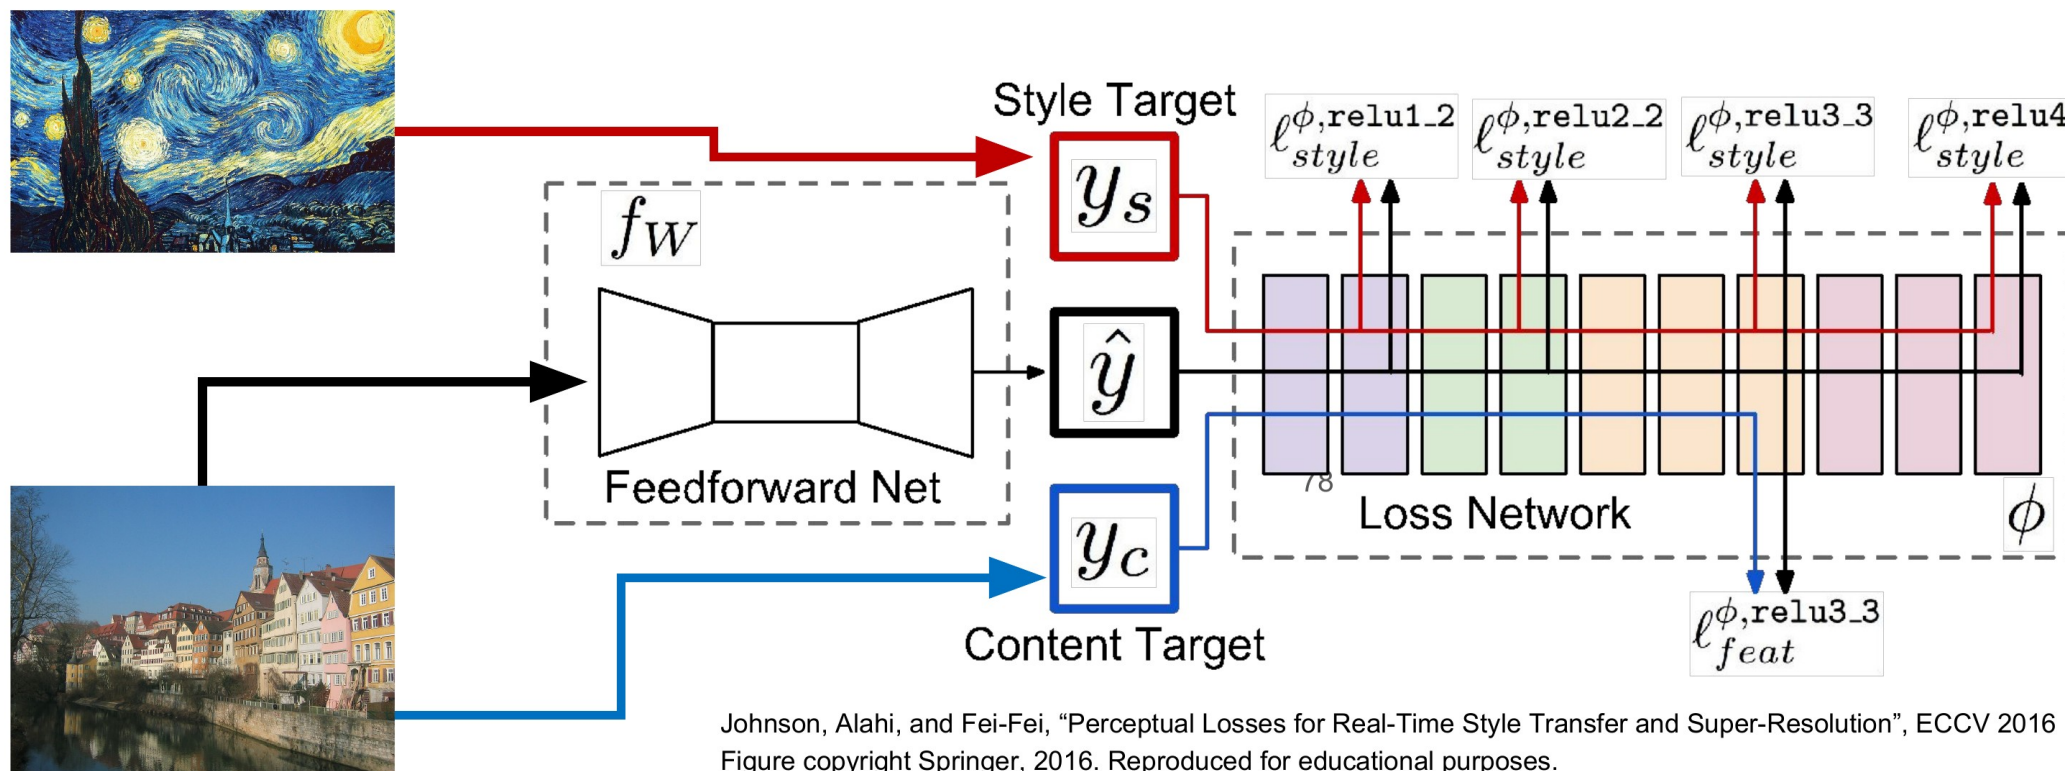 Style Target
ℓ^{ϕ,relu1_2}_{style}
ℓ^{ϕ,relu2_2}_{style}
ℓ^{ϕ,relu3_3}_{style}
ℓ^{ϕ,relu4}_{style}
f_W
y_s
ŷ
Feedforward Net
78
Loss Network
ϕ
y_c
Content Target
ℓ^{ϕ,relu3_3}_{feat}
Johnson, Alahi, and Fei-Fei, “Perceptual Losses for Real-Time Style Transfer and Super-Resolution”, ECCV 2016
Figure copyright Springer, 2016. Reproduced for educational purposes.